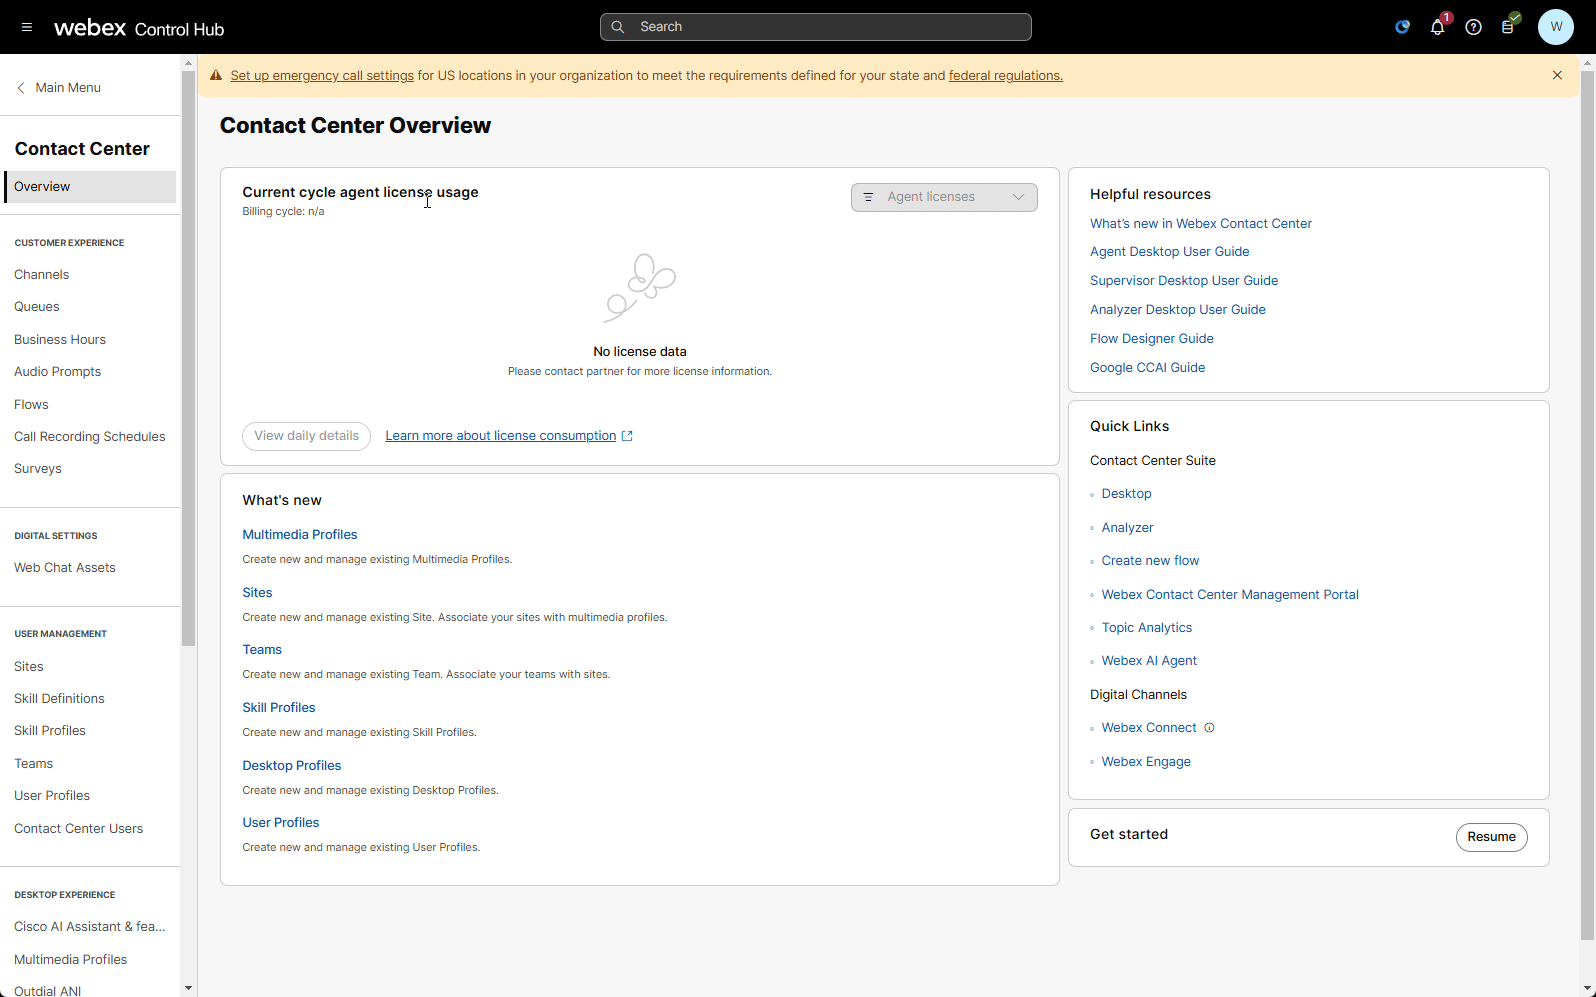 webex Control Hub
Search
1
W
Main Menu
Contact Center
Overview
CUSTOMER EXPERIENCE
Channels
Queues
Business Hours
Audio Prompts
Flows
Call Recording Schedules
Surveys
DIGITAL SETTINGS
Web Chat Assets
USER MANAGEMENT
Sites
Skill Definitions
Skill Profiles
Teams
User Profiles
Contact Center Users
DESKTOP EXPERIENCE
Cisco AI Assistant & fea...
Multimedia Profiles
Outdial ANI
Set up emergency call settings for US locations in your organization to meet the requirements defined for your state and federal regulations.
Contact Center Overview
Current cycle agent license usage
Billing cycle: n/a
Agent licenses
No license data
Please contact partner for more license information.
View daily details
Learn more about license consumption
What's new
Multimedia Profiles
Create new and manage existing Multimedia Profiles.
Sites
Create new and manage existing Site. Associate your sites with multimedia profiles.
Teams
Create new and manage existing Team. Associate your teams with sites.
Skill Profiles
Create new and manage existing Skill Profiles.
Desktop Profiles
Create new and manage existing Desktop Profiles.
User Profiles
Create new and manage existing User Profiles.
Helpful resources
What’s new in Webex Contact Center
Agent Desktop User Guide
Supervisor Desktop User Guide
Analyzer Desktop User Guide
Flow Designer Guide
Google CCAI Guide
Quick Links
Contact Center Suite
Desktop
Analyzer
Create new flow
Webex Contact Center Management Portal
Topic Analytics
Webex AI Agent
Digital Channels
Webex Connect
Webex Engage
Get started
Resume